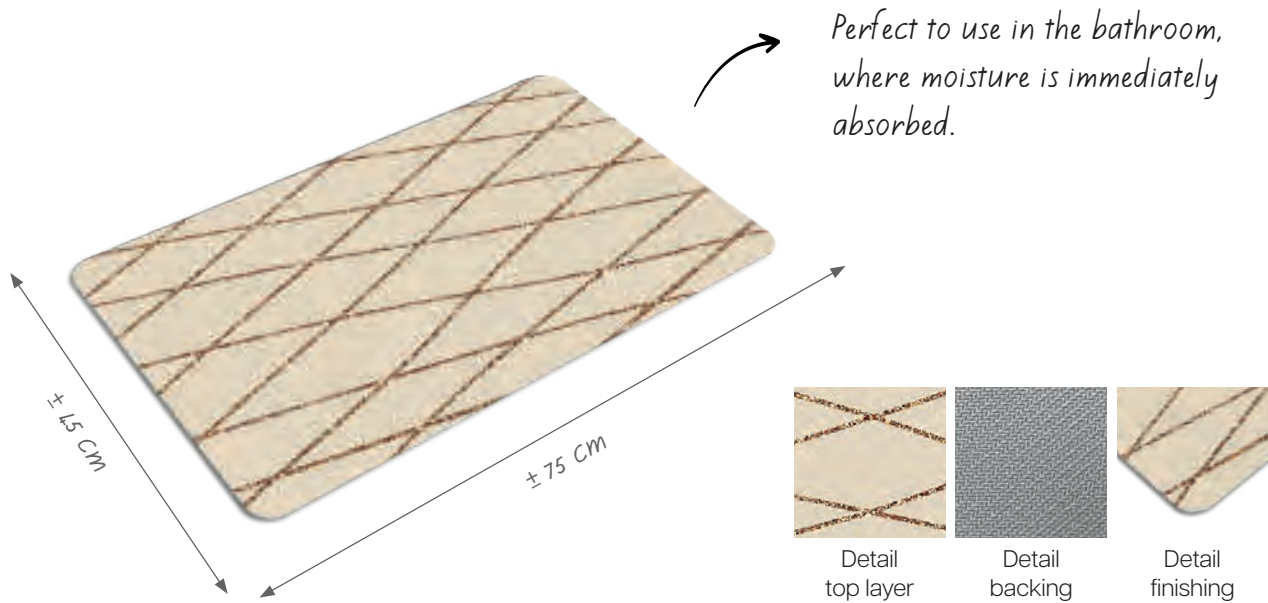 Perfect to use in the bathroom,
where moisture is immediately
absorbed.
± 45 cm
± 75 cm
Detail
top layer
Detail
backing
Detail
finishing